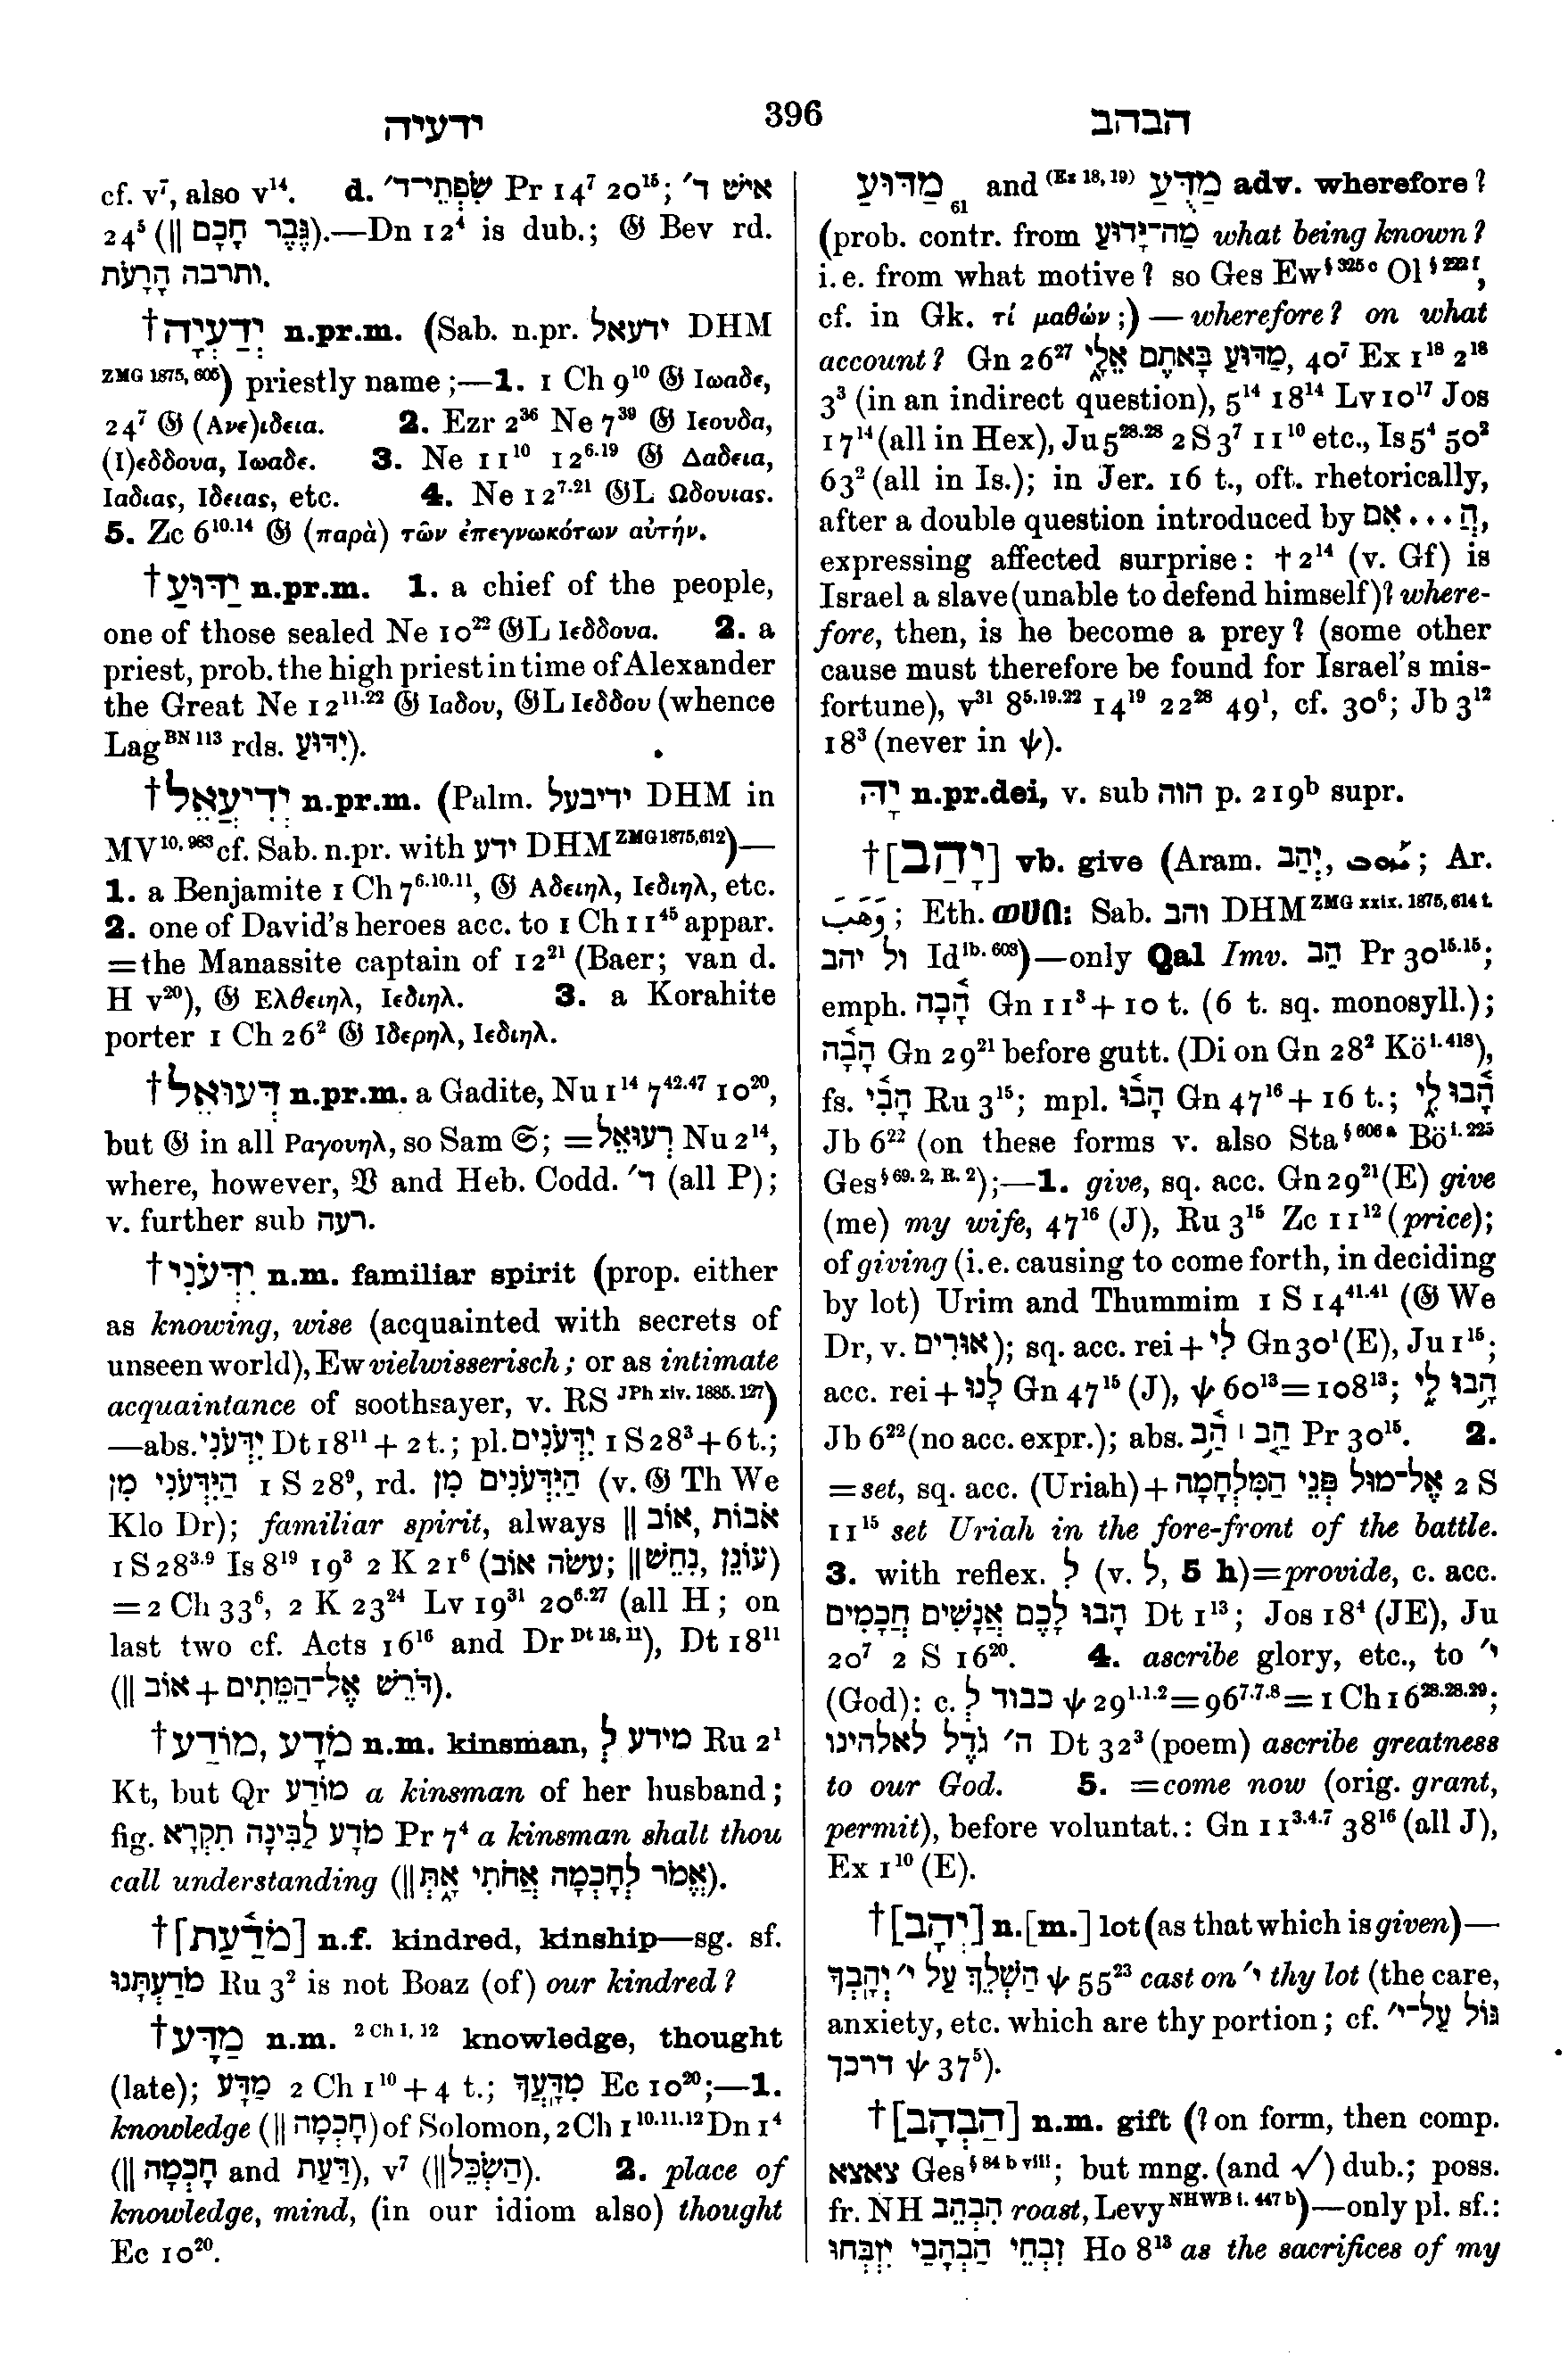 ידעיה
396
הבהב
cf. v⁷, also v¹⁴. d. שִׂפְתֵי־ד׳ Pr 14⁷ 20¹⁵; אִישׁ ד׳
24⁵ (|| גֶּבֶר חָכָם).—Dn 12⁴ is dub.; 𝔊 Bev rd.
ותרבה הָרָעֹת.
†יְדַעְיָה n.pr.m. (Sab. n.pr. ידעאל DHM
ZMG 1875, 605) priestly name;—1. 1 Ch 9¹⁰ 𝔊 Ιωαδε,
24⁷ 𝔊 (Ανε)ιδεια. 2. Ezr 2³⁶ Ne 7³⁹ 𝔊 Ιεουδα,
(Ι)εδδουα, Ιωαδε. 3. Ne 11¹⁰ 12⁶·¹⁹ 𝔊 Δαδεια,
Ιαδιας, Ιδειας, etc. 4. Ne 12⁷·²¹ 𝔊L Ωδουιας.
5. Zc 6¹⁰·¹⁴ 𝔊 (παρὰ) τῶν ἐπεγνωκότων αὐτήν.
†יַדּוּעַ n.pr.m. 1. a chief of the people,
one of those sealed Ne 10²² 𝔊L Ιεδδουα. 2. a
priest, prob. the high priest in time of Alexander
the Great Ne 12¹¹·²² 𝔊 Ιαδου, 𝔊L Ιεδδου (whence
Lag BN 113 rds. יִדּוּעַ).
†יְדִיעֲאֵל n.pr.m. (Palm. ידיבעל DHM in
MV¹⁰, ⁹⁸³ cf. Sab. n.pr. with ידע DHM ZMG 1875, 612)—
1. a Benjamite 1 Ch 7⁶·¹⁰·¹¹, 𝔊 Αδειηλ, Ιεδιηλ, etc.
2. one of David's heroes acc. to 1 Ch 11⁴⁵ appar.
=the Manassite captain of 12²¹ (Baer; van d.
H v²⁰), 𝔊 Ελθειηλ, Ιεδιηλ. 3. a Korahite
porter 1 Ch 26² 𝔊 Ιδερηλ, Ιεδιηλ.
†דְּעוּאֵל n.pr.m. a Gadite, Nu 1¹⁴ 7⁴²·⁴⁷ 10²⁰,
but 𝔊 in all Ραγουηλ, so Sam 𝔖; =רְעוּאֵל Nu 2¹⁴,
where, however, 𝔙 and Heb. Codd. ד׳ (all P);
v. further sub רעה.
†יִדְּעֹנִי n.m. familiar spirit (prop. either
as knowing, wise (acquainted with secrets of
unseen world), Ew vielwisserisch; or as intimate
acquaintance of soothsayer, v. RS JPh xiv. 1885. 127)
—abs. יִדְּעֹנִי Dt 18¹¹ + 2 t.; pl. יִדְּעֹנִים 1 S 28³ + 6 t.;
הַיִּדְּעֹנִי מִן 1 S 28⁹, rd. הַיִּדְּעֹנִים מִן (v. 𝔊 Th We
Klo Dr); familiar spirit, always || אוֹב, אֹבוֹת
1 S 28³·⁹ Is 8¹⁹ 19³ 2 K 21⁶ (עשׂה אוֹב; ||נִחֵשׁ, עוֹנֵן)
=2 Ch 33⁶, 2 K 23²⁴ Lv 19³¹ 20⁶·²⁷ (all H; on
last two cf. Acts 16¹⁶ and Dr Dt 18, 11), Dt 18¹¹
(|| אוֹב + דֹּרֵשׁ אֶל־הַמֵּתִים).
†מוֹדַע, מֹדָע n.m. kinsman, מידע לְ Ru 2¹
Kt, but Qr מוֹדַע a kinsman of her husband;
fig. מֹדָע לַבִּינָה תִקְרָא Pr 7⁴ a kinsman shalt thou
call understanding (||אֱמֹר לְחָכְמָה אֲחֹתִי אָתְּ).
†[מֹדַ֫עַת] n.f. kindred, kinship—sg. sf.
מֹדַעְתָּנוּ Ru 3² is not Boaz (of) our kindred?
†מַדָּע n.m. 2 Ch 1, 12 knowledge, thought
(late); מַדָּע 2 Ch 1¹⁰ + 4 t.; מַדָּעֲךָ Ec 10²⁰;—1.
knowledge (|| חָכְמָה) of Solomon, 2 Ch 1¹⁰·¹¹·¹² Dn 1⁴
(|| חָכְמָה and דַּעַת), v⁷ (||הַשְׂכֵּל). 2. place of
knowledge, mind, (in our idiom also) thought
Ec 10²⁰.
מַדּוּעַ ₆₁ and (Ex 18, 19) מַדֻּעַ adv. wherefore?
(prob. contr. from מַה־יָּדוּעַ what being known?
i.e. from what motive? so Ges Ew § 325 c Ol § 222 f,
cf. in Gk. τί μαθών;)—wherefore? on what
account? Gn 26²⁷ מַדּוּעַ בָּאתֶם אֵלָי, 40⁷ Ex 1¹⁸ 2¹⁸
3³ (in an indirect question), 5¹⁴ 18¹⁴ Lv 10¹⁷ Jos
17¹⁴ (all in Hex), Ju 5²⁸·²⁸ 2 S 3⁷ 11¹⁰ etc., Is 5⁴ 50²
63² (all in Is.); in Jer. 16 t., oft. rhetorically,
after a double question introduced by הֲ . . . אִם,
expressing affected surprise: †2¹⁴ (v. Gf) is
Israel a slave (unable to defend himself)? where-
fore, then, is he become a prey? (some other
cause must therefore be found for Israel's mis-
fortune), v³¹ 8⁵·¹⁹·²² 14¹⁹ 22²⁸ 49¹, cf. 30⁶; Jb 3¹²
18³ (never in ψ).
יָהּ n.pr.dei, v. sub הוה p. 219ᵇ supr.
†[יָהַב] vb. give (Aram. יְהַב, ܝܗܒ; Ar.
وَهَبَ; Eth. ወሀበ: Sab. והב DHM ZMG xxix. 1875, 614 f.
ול יהב Id ib. 603)—only Qal Imv. הַב Pr 30¹⁵·¹⁵;
emph. הָ֫בָה Gn 11³ + 10 t. (6 t. sq. monosyll.);
הָבָ֫ה Gn 29²¹ before gutt. (Di on Gn 28² Kö i. 418),
fs. הָבִ֫י Ru 3¹⁵; mpl. הָב֫וּ Gn 47¹⁶ + 16 t.; הָ֫בוּ לִי
Jb 6²² (on these forms v. also Sta § 606 a Bö i. 225
Ges § 69. 2, R. 2);—1. give, sq. acc. Gn 29²¹ (E) give
(me) my wife, 47¹⁶ (J), Ru 3¹⁵ Zc 11¹² (price);
of giving (i.e. causing to come forth, in deciding
by lot) Urim and Thummim 1 S 14⁴¹·⁴¹ (𝔊 We
Dr, v. אוּרִים); sq. acc. rei + לִי Gn 30¹ (E), Ju 1¹⁵;
acc. rei + לָנוּ Gn 47¹⁵ (J), ψ 60¹³ = 108¹³; הָבוּ לִי
Jb 6²² (no acc. expr.); abs. הַב ׀ הַב Pr 30¹⁵. 2.
=set, sq. acc. (Uriah) + אֶל־מוּל פְּנֵי הַמִּלְחָמָה 2 S
11¹⁵ set Uriah in the fore-front of the battle.
3. with reflex. לְ (v. לְ, 5 h)=provide, c. acc.
הָבוּ לָכֶם אֲנָשִׁים חֲכָמִים Dt 1¹³; Jos 18⁴ (JE), Ju
20⁷ 2 S 16²⁰. 4. ascribe glory, etc., to י׳
(God): c. כבוד לְ ψ 29¹·¹·² = 96⁷·⁷·⁸ = 1 Ch 16²⁸·²⁸·²⁹;
ה׳ גֹדֶל לאלהינו Dt 32³ (poem) ascribe greatness
to our God. 5. =come now (orig. grant,
permit), before voluntat.: Gn 11³·⁴·⁷ 38¹⁶ (all J),
Ex 1¹⁰ (E).
†[יְהָב] n.[m.] lot (as that which is given)—
הַשְׁלֵךְ עַל י׳ יְהָבְךָ ψ 55²³ cast on י׳ thy lot (the care,
anxiety, etc. which are thy portion; cf. גּוֹל עַל־י׳
דרכך ψ 37⁵).
†[הַבְהָב] n.m. gift (? on form, then comp.
צאצא Ges § 84 b viii; but mng. (and √) dub.; poss.
fr. NH הִבְהֵב roast, Levy NHWB i. 447 b)—only pl. sf.:
זִבְחֵי הַבְהָבַי יִזְבְּחוּ Ho 8¹³ as the sacrifices of my